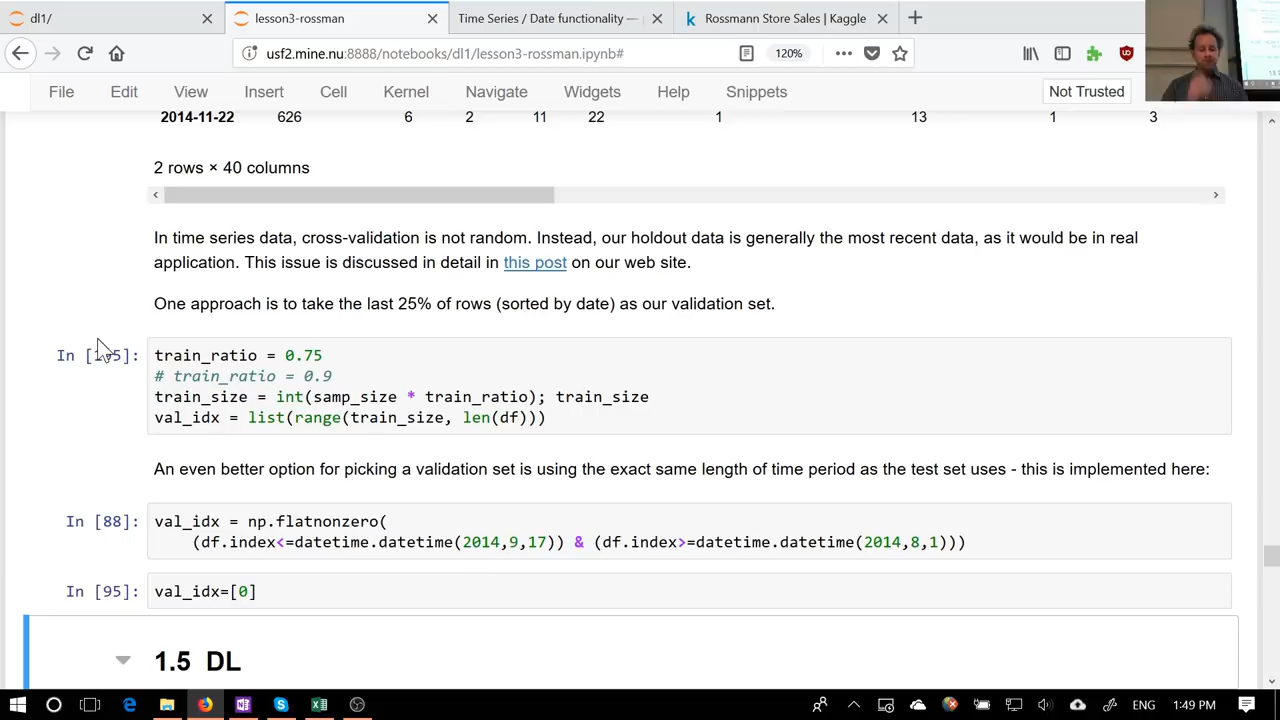 dl1/
lesson3-rossman
Time Series / Date functionality —
Rossmann Store Sales | Kaggle
usf2.mine.nu:8888/notebooks/dl1/lesson3-rossman.ipynb#
120%
File Edit View Insert Cell Kernel Navigate Widgets Help Snippets
Not Trusted
2014-11-22 626 6 2 11 22 1 13 1 3
2 rows × 40 columns
In time series data, cross-validation is not random. Instead, our holdout data is generally the most recent data, as it would be in real
application. This issue is discussed in detail in this post on our web site.
One approach is to take the last 25% of rows (sorted by date) as our validation set.
In
train_ratio = 0.75
# train_ratio = 0.9
train_size = int(samp_size * train_ratio); train_size
val_idx = list(range(train_size, len(df)))
An even better option for picking a validation set is using the exact same length of time period as the test set uses - this is implemented here:
In [88]:
val_idx = np.flatnonzero(
(df.index<=datetime.datetime(2014,9,17)) & (df.index>=datetime.datetime(2014,8,1)))
In [95]:
val_idx=[0]
1.5 DL
ENG
1:49 PM